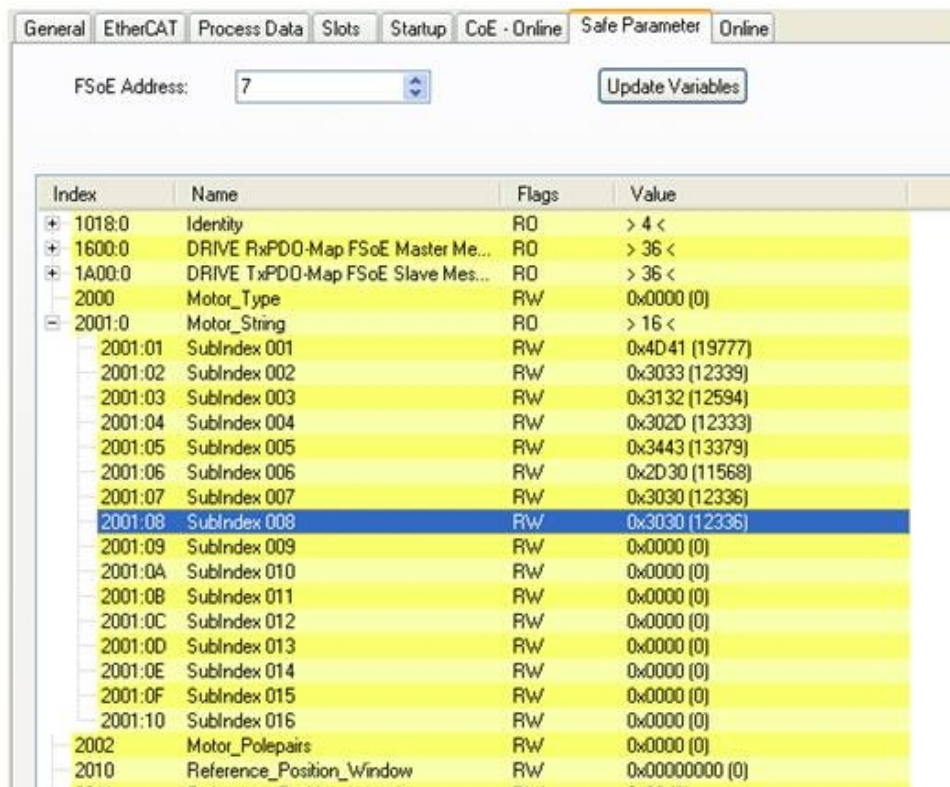 General EtherCAT Process Data Slots Startup CoE - Online Safe Parameter Online
FSoE Address: 7 Update Variables
Index Name Flags Value
1018:0 Identity RO > 4 <
1600:0 DRIVE RxPDO-Map FSoE Master Me... RO > 36 <
1A00:0 DRIVE TxPDO-Map FSoE Slave Mes... RO > 36 <
2000 Motor_Type RW 0x0000 (0)
2001:0 Motor_String RO > 16 <
2001:01 SubIndex 001 RW 0x4D41 (19777)
2001:02 SubIndex 002 RW 0x3033 (12339)
2001:03 SubIndex 003 RW 0x3132 (12594)
2001:04 SubIndex 004 RW 0x302D (12333)
2001:05 SubIndex 005 RW 0x3443 (13379)
2001:06 SubIndex 006 RW 0x2D30 (11568)
2001:07 SubIndex 007 RW 0x3030 (12336)
2001:08 SubIndex 008 RW 0x3030 (12336)
2001:09 SubIndex 009 RW 0x0000 (0)
2001:0A SubIndex 010 RW 0x0000 (0)
2001:0B SubIndex 011 RW 0x0000 (0)
2001:0C SubIndex 012 RW 0x0000 (0)
2001:0D SubIndex 013 RW 0x0000 (0)
2001:0E SubIndex 014 RW 0x0000 (0)
2001:0F SubIndex 015 RW 0x0000 (0)
2001:10 SubIndex 016 RW 0x0000 (0)
2002 Motor_Polepairs RW 0x0000 (0)
2010 Reference_Position_Window RW 0x00000000 (0)